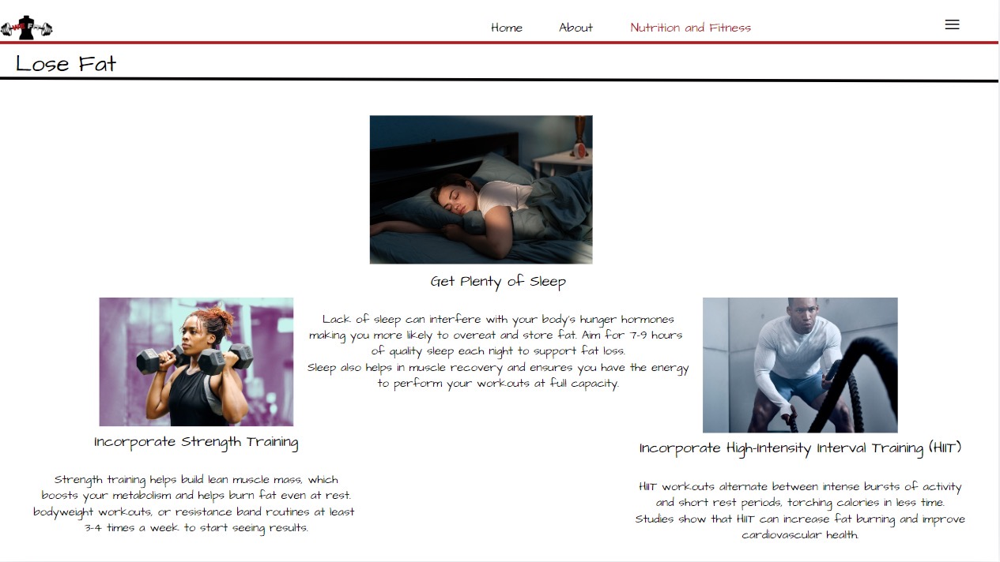 WE FIT
Home
About
Nutrition and Fitness
Lose Fat
Get Plenty of Sleep
Lack of sleep can interfere with your body's hunger hormones
making you more likely to overeat and store fat. Aim for 7-9 hours
of quality sleep each night to support fat loss.
Sleep also helps in muscle recovery and ensures you have the energy
to perform your workouts at full capacity.
Incorporate Strength Training
Strength training helps build lean muscle mass, which
boosts your metabolism and helps burn fat even at rest.
bodyweight workouts, or resistance band routines at least
3-4 times a week to start seeing results.
Incorporate High-Intensity Interval Training (HIIT)
HIIT workouts alternate between intense bursts of activity
and short rest periods, torching calories in less time.
Studies show that HIIT can increase fat burning and improve
cardiovascular health.